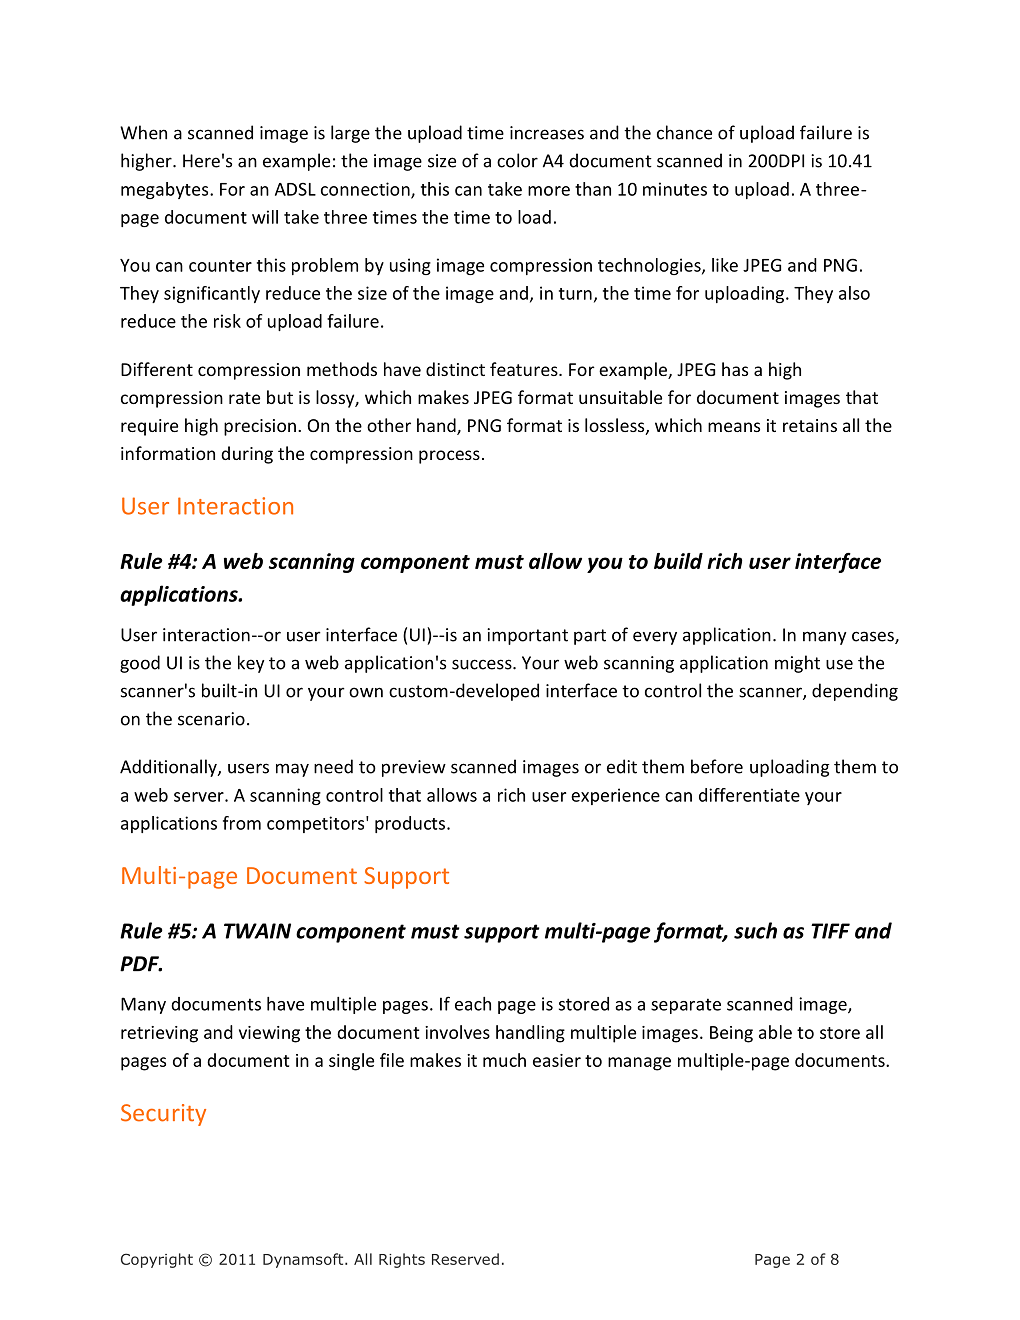 When a scanned image is large the upload time increases and the chance of upload failure is
higher. Here's an example: the image size of a color A4 document scanned in 200DPI is 10.41
megabytes. For an ADSL connection, this can take more than 10 minutes to upload. A three-
page document will take three times the time to load.
You can counter this problem by using image compression technologies, like JPEG and PNG.
They significantly reduce the size of the image and, in turn, the time for uploading. They also
reduce the risk of upload failure.
Different compression methods have distinct features. For example, JPEG has a high
compression rate but is lossy, which makes JPEG format unsuitable for document images that
require high precision. On the other hand, PNG format is lossless, which means it retains all the
information during the compression process.
User Interaction
Rule #4: A web scanning component must allow you to build rich user interface
applications.
User interaction--or user interface (UI)--is an important part of every application. In many cases,
good UI is the key to a web application's success. Your web scanning application might use the
scanner's built-in UI or your own custom-developed interface to control the scanner, depending
on the scenario.
Additionally, users may need to preview scanned images or edit them before uploading them to
a web server. A scanning control that allows a rich user experience can differentiate your
applications from competitors' products.
Multi-page Document Support
Rule #5: A TWAIN component must support multi-page format, such as TIFF and
PDF.
Many documents have multiple pages. If each page is stored as a separate scanned image,
retrieving and viewing the document involves handling multiple images. Being able to store all
pages of a document in a single file makes it much easier to manage multiple-page documents.
Security
Copyright © 2011 Dynamsoft. All Rights Reserved. Page 2 of 8